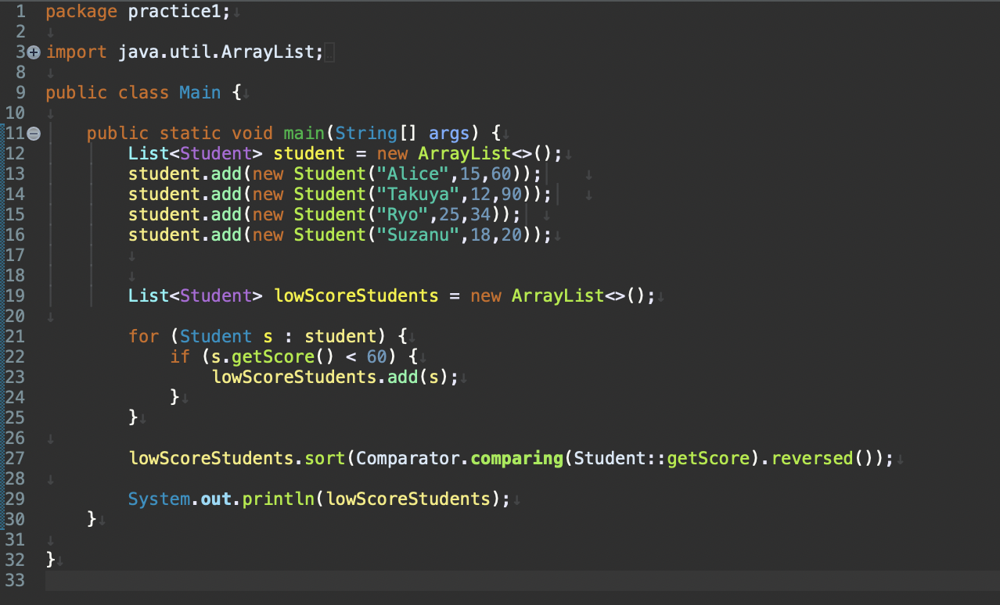 1 package practice1;
2
3 import java.util.ArrayList;
8
9 public class Main {
10
11     public static void main(String[] args) {
12         List<Student> student = new ArrayList<>();
13         student.add(new Student("Alice",15,60));
14         student.add(new Student("Takuya",12,90));
15         student.add(new Student("Ryo",25,34));
16         student.add(new Student("Suzanu",18,20));
17
18
19         List<Student> lowScoreStudents = new ArrayList<>();
20
21         for (Student s : student) {
22             if (s.getScore() < 60) {
23                 lowScoreStudents.add(s);
24             }
25         }
26
27         lowScoreStudents.sort(Comparator.comparing(Student::getScore).reversed());
28
29         System.out.println(lowScoreStudents);
30     }
31
32 }
33